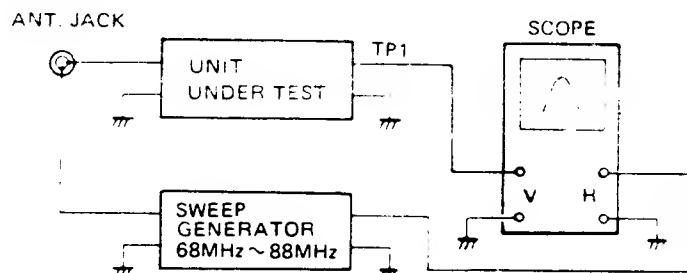 ANT. JACK
SCOPE
TP1
UNIT
UNDER TEST
V H
SWEEP
GENERATOR
68MHz ~ 88MHz